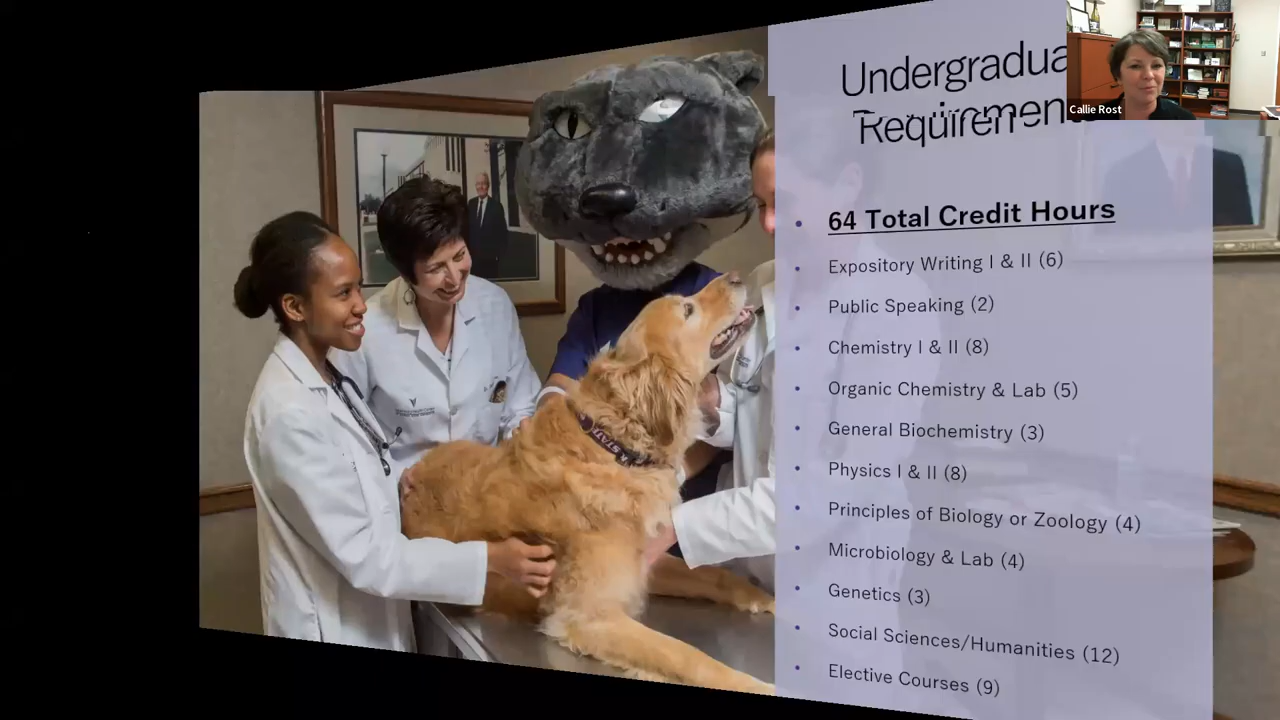 Undergradua
Requirement
Callie Rost
64 Total Credit Hours
Expository Writing I & II (6)
Public Speaking (2)
Chemistry I & II (8)
Organic Chemistry & Lab (5)
General Biochemistry (3)
Physics I & II (8)
Principles of Biology or Zoology (4)
Microbiology & Lab (4)
Genetics (3)
Social Sciences/Humanities (12)
Elective Courses (9)